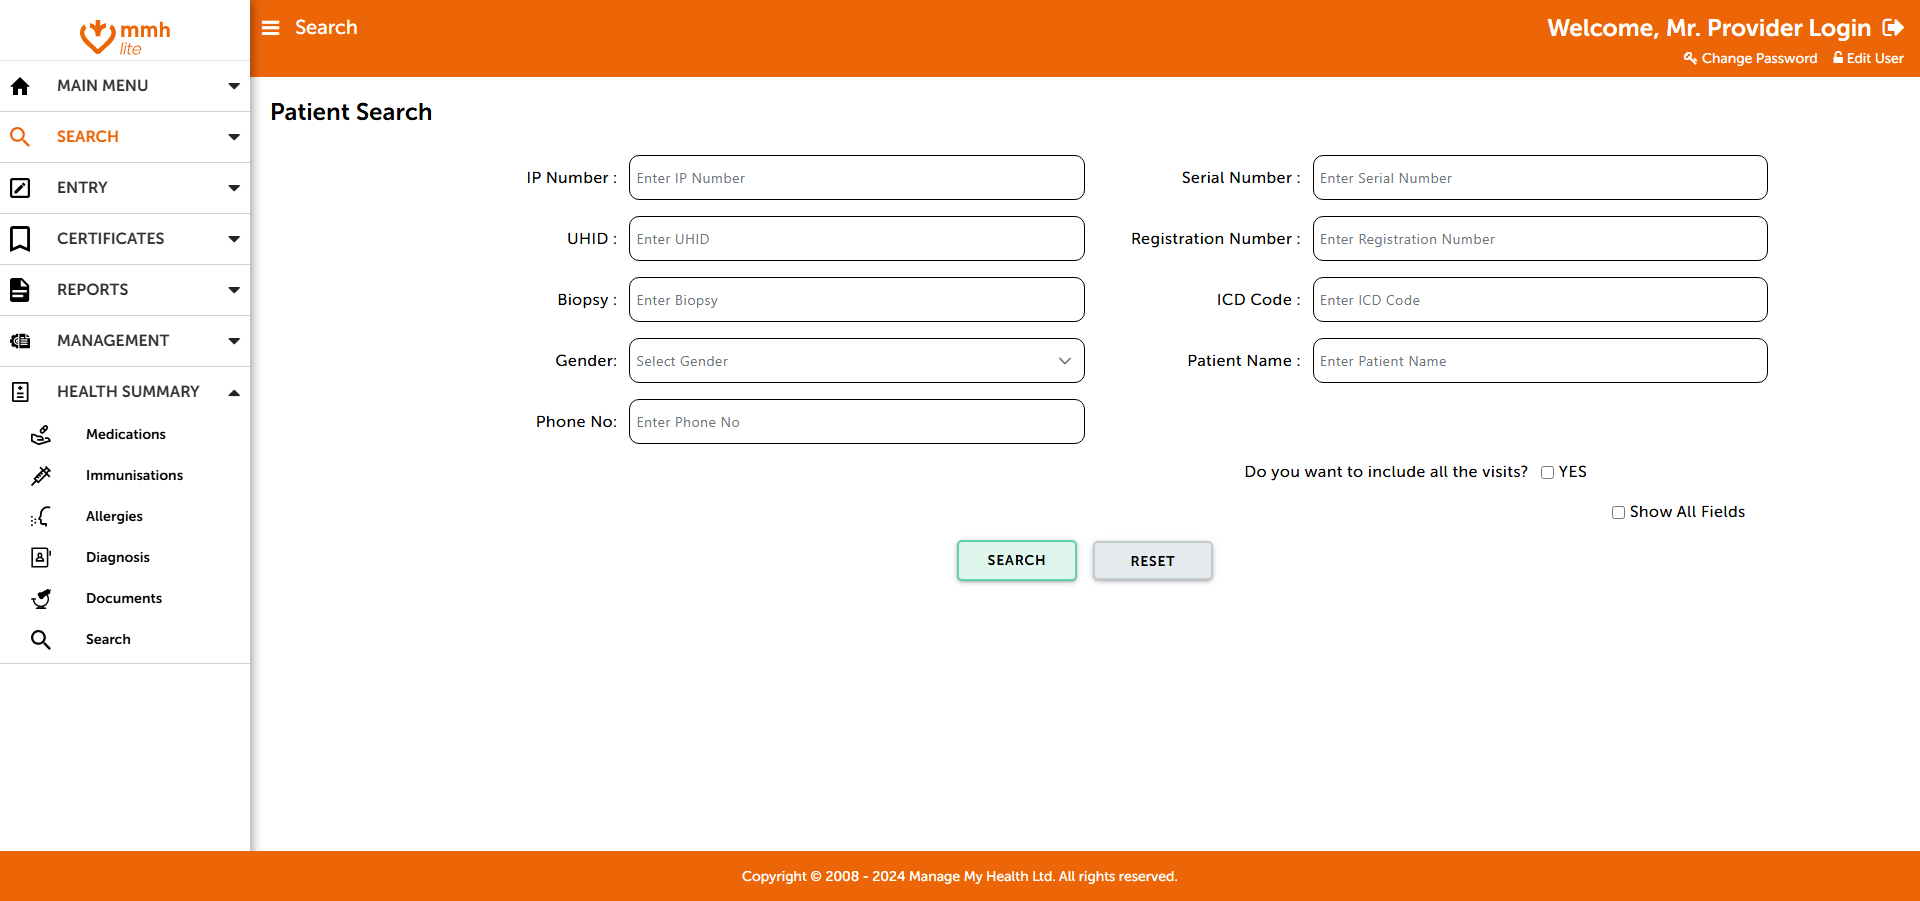 mmh
lite
Search
Welcome, Mr. Provider Login
Change Password Edit User
MAIN MENU
SEARCH
ENTRY
CERTIFICATES
REPORTS
MANAGEMENT
HEALTH SUMMARY
Medications
Immunisations
Allergies
Diagnosis
Documents
Search
Patient Search
IP Number : Enter IP Number
Serial Number : Enter Serial Number
UHID : Enter UHID
Registration Number : Enter Registration Number
Biopsy : Enter Biopsy
ICD Code : Enter ICD Code
Gender: Select Gender
Patient Name : Enter Patient Name
Phone No: Enter Phone No
Do you want to include all the visits? YES
Show All Fields
SEARCH RESET
Copyright © 2008 - 2024 Manage My Health Ltd. All rights reserved.